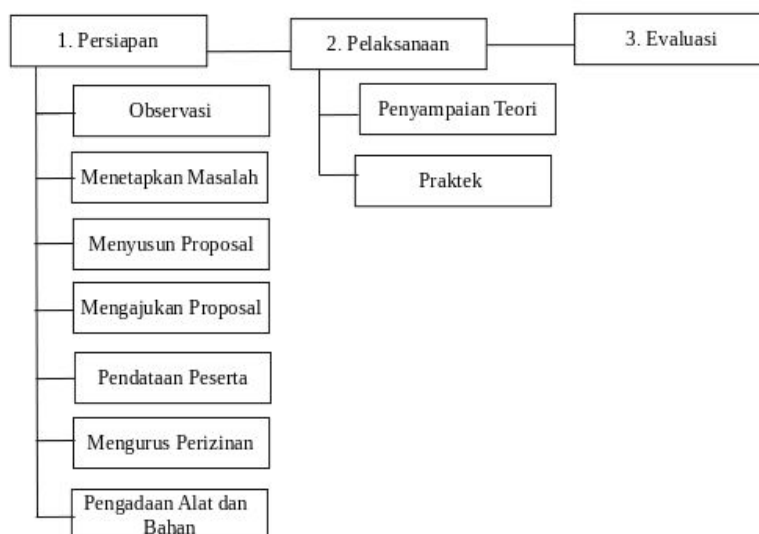 1. Persiapan
2. Pelaksanaan
3. Evaluasi
Observasi
Menetapkan Masalah
Menyusun Proposal
Mengajukan Proposal
Pendataan Peserta
Mengurus Perizinan
Pengadaan Alat dan
Bahan
Penyampaian Teori
Praktek